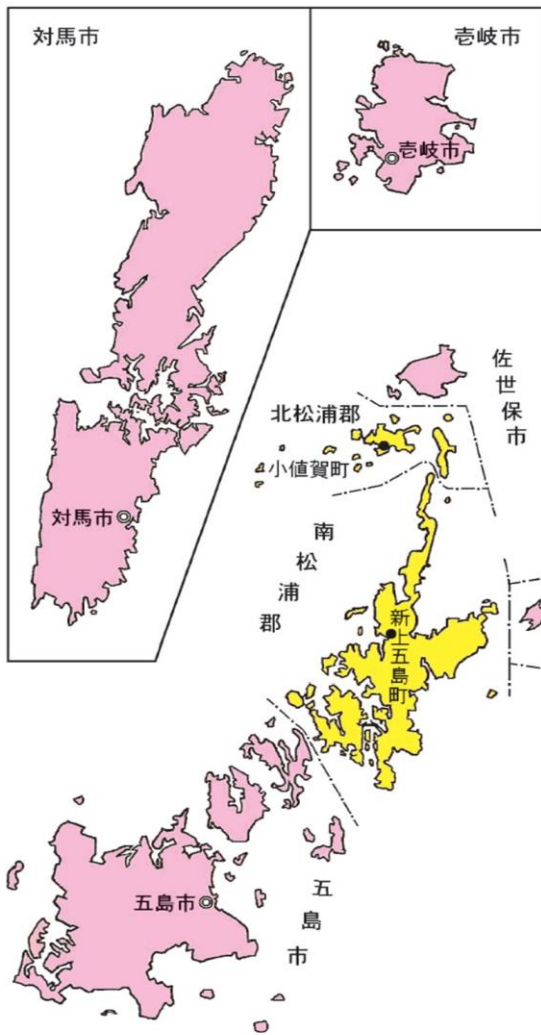 対馬市
壱岐市
壱岐市
対馬市
佐世保市
北松浦郡
小値賀町
南松浦郡
新上五島町
五島市
五島市